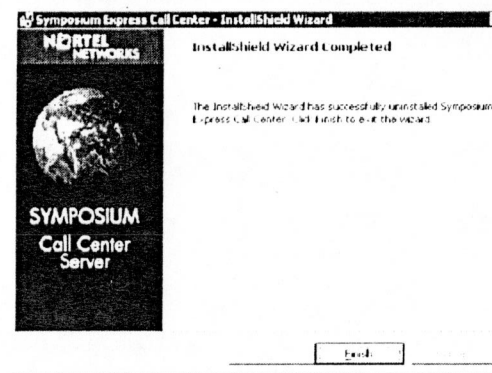 Symposium Express Call Center - InstallShield Wizard
NORTEL
NETWORKS
InstallShield Wizard Completed
The InstallShield Wizard has successfully uninstalled Symposium
Express Call Center. Click Finish to exit the wizard.
SYMPOSIUM
Call Center
Server
Finish